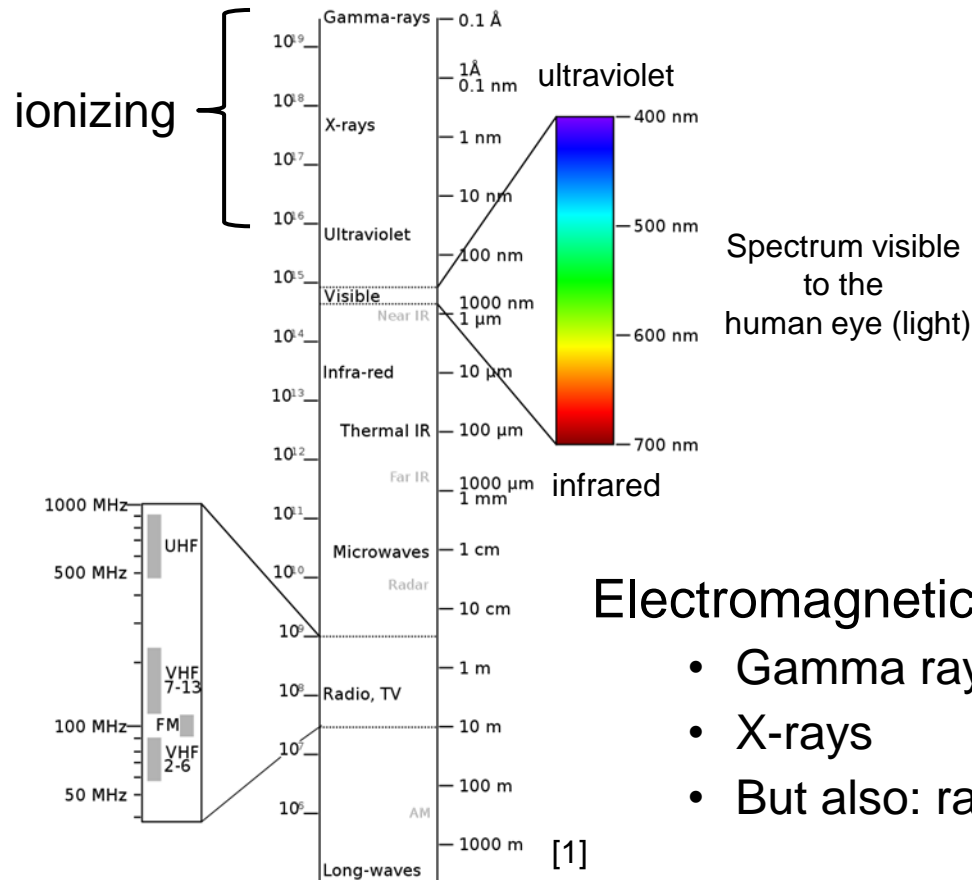 ionizing
10¹⁹
10¹⁸
10¹⁷
10¹⁶
10¹⁵
10¹⁴
10¹³
10¹²
10¹¹
10¹⁰
10⁹
10⁸
10⁷
10⁶
Gamma-rays
X-rays
Ultraviolet
Visible
Near IR
Infra-red
Thermal IR
Far IR
Microwaves
Radar
Radio, TV
AM
Long-waves
0.1 Å
1Å
0.1 nm
1 nm
10 nm
100 nm
1000 nm
1 µm
10 µm
100 µm
1000 µm
1 mm
1 cm
10 cm
1 m
10 m
100 m
1000 m
[1]
ultraviolet
400 nm
500 nm
600 nm
700 nm
infrared
Spectrum visible
to the
human eye (light)
1000 MHz
500 MHz
100 MHz
50 MHz
UHF
VHF
7-13
FM
VHF
2-6
Electromagnetic
• Gamma ray
• X-rays
• But also: ra